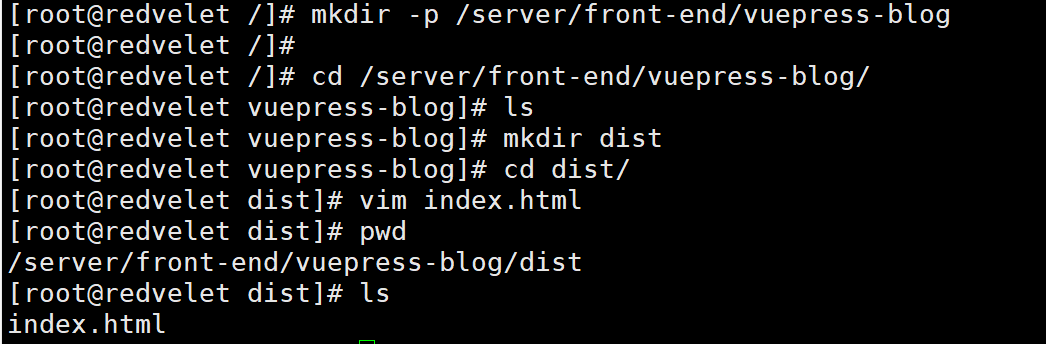 [root@redvelet /]# mkdir -p /server/front-end/vuepress-blog
[root@redvelet /]#
[root@redvelet /]# cd /server/front-end/vuepress-blog/
[root@redvelet vuepress-blog]# ls
[root@redvelet vuepress-blog]# mkdir dist
[root@redvelet vuepress-blog]# cd dist/
[root@redvelet dist]# vim index.html
[root@redvelet dist]# pwd
/server/front-end/vuepress-blog/dist
[root@redvelet dist]# ls
index.html